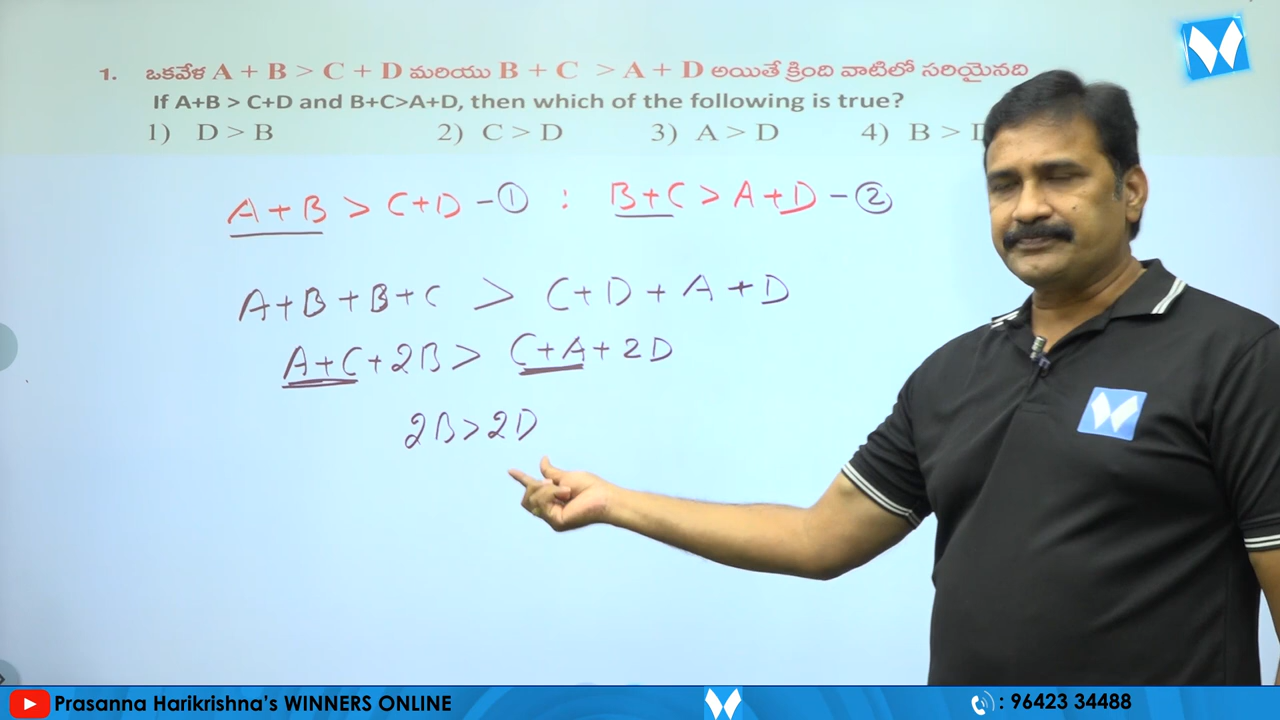 1. ఒకవేళ A + B > C + D మరియు B + C > A + D అయితే క్రింది వాటిలో సరియైనది
If A+B > C+D and B+C>A+D, then which of the following is true?
1) D > B 2) C > D 3) A > D 4) B >
A + B > C+D - ① : B+C > A+D - ②
A+B+B+C > C+D+A+D
A+C+2B > C+A+2D
2B>2D
Prasanna Harikrishna's WINNERS ONLINE : 96423 34488